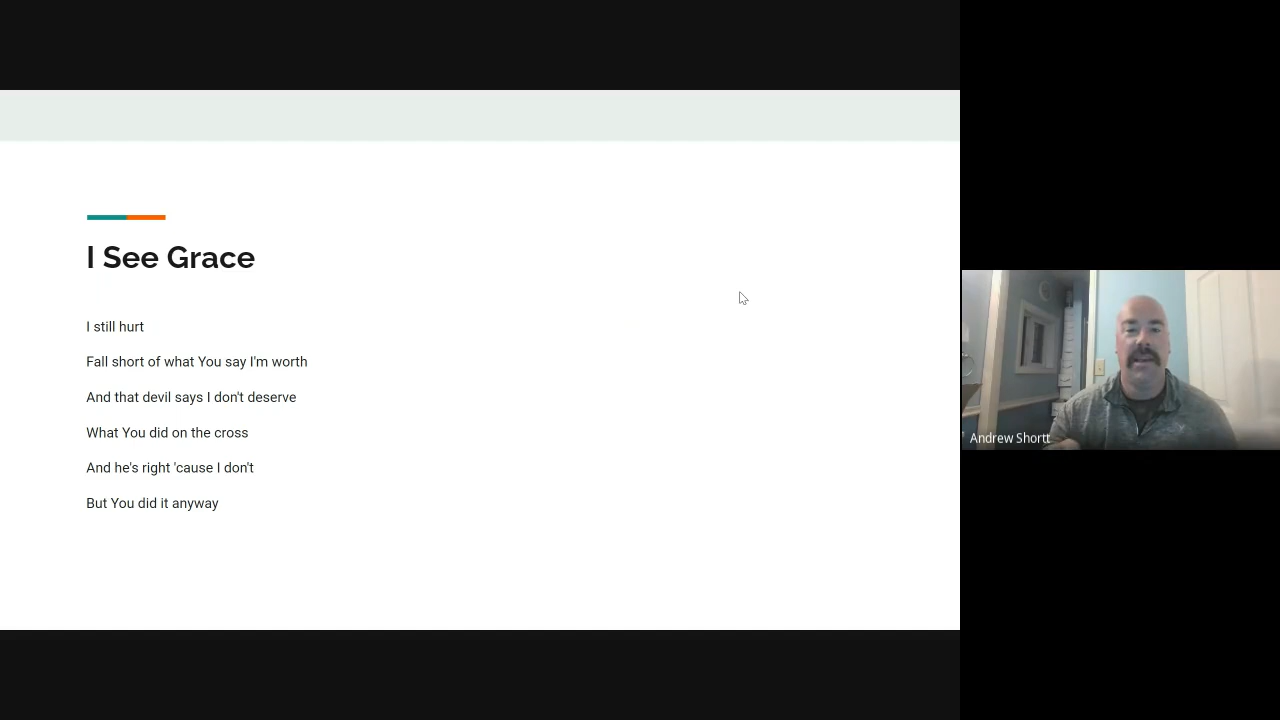 I See Grace
I still hurt
Fall short of what You say I'm worth
And that devil says I don't deserve
What You did on the cross
And he's right 'cause I don't
But You did it anyway
Andrew Shortt